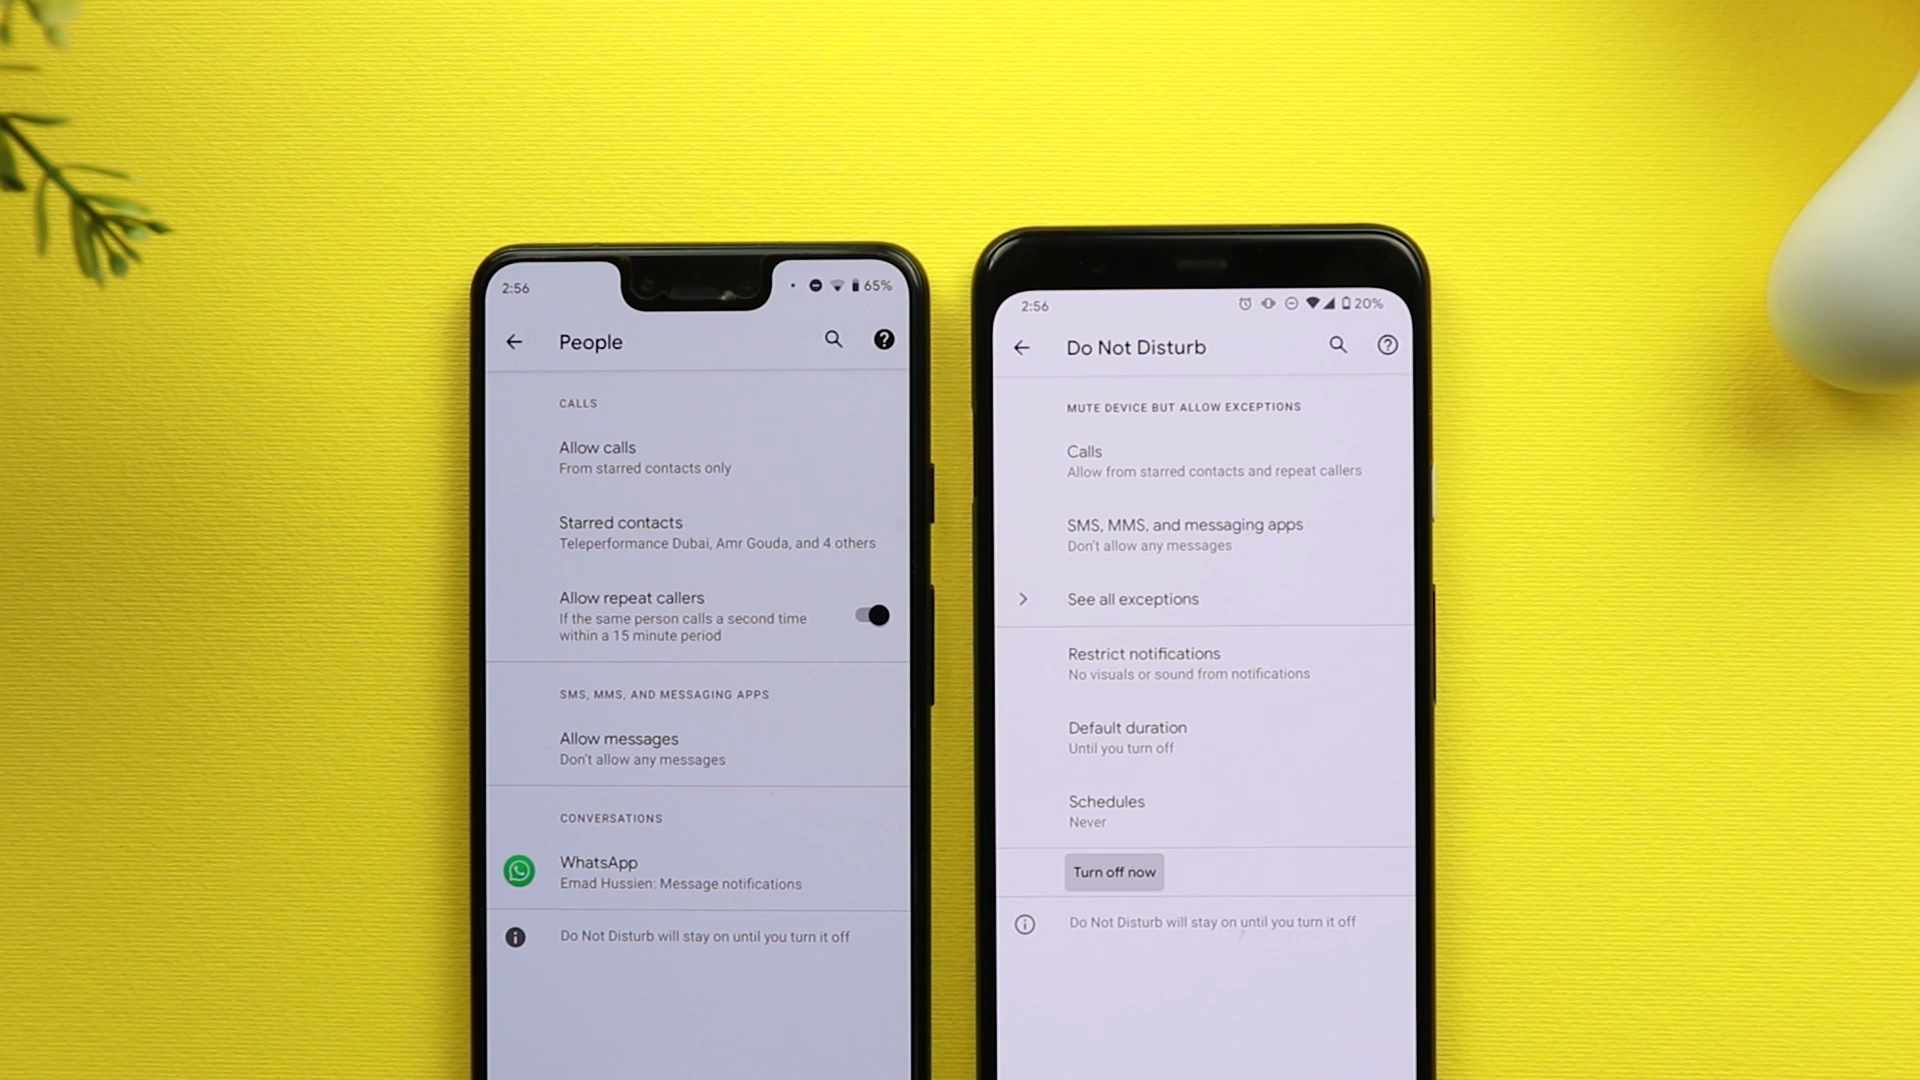 2:56
65%
People
CALLS
Allow calls
From starred contacts only
Starred contacts
Teleperformance Dubai, Amr Gouda, and 4 others
Allow repeat callers
If the same person calls a second time
within a 15 minute period
SMS, MMS, AND MESSAGING APPS
Allow messages
Don't allow any messages
CONVERSATIONS
WhatsApp
Emad Hussien: Message notifications
Do Not Disturb will stay on until you turn it off
2:56
20%
Do Not Disturb
MUTE DEVICE BUT ALLOW EXCEPTIONS
Calls
Allow from starred contacts and repeat callers
SMS, MMS, and messaging apps
Don't allow any messages
See all exceptions
Restrict notifications
No visuals or sound from notifications
Default duration
Until you turn off
Schedules
Never
Turn off now
Do Not Disturb will stay on until you turn it off